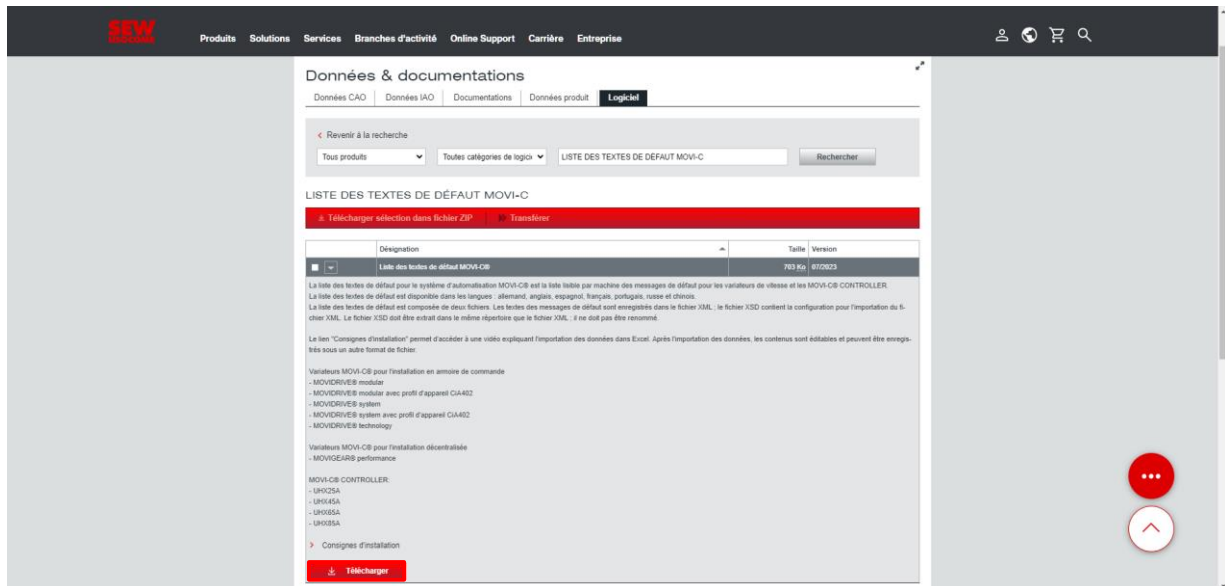 SEW
EURODRIVE
Produits Solutions Services Branches d'activité Online Support Carrière Entreprise
Données & documentations
Données CAO Données IAO Documentations Données produit Logiciel
Revenir à la recherche
Tous produits Toutes catégories de logici LISTE DES TEXTES DE DÉFAUT MOVI-C Rechercher
LISTE DES TEXTES DE DÉFAUT MOVI-C
Télécharger sélection dans fichier ZIP Transférer
Désignation Taille Version
Liste des textes de défaut MOVI-C® 703 Ko 07/2023
La liste des textes de défaut pour le système d'automatisation MOVI-C® est la liste lisible par machine des messages de défaut pour les variateurs de vitesse et les MOVI-C® CONTROLLER.
La liste des textes de défaut est disponible dans les langues : allemand, anglais, espagnol, français, portugais, russe et chinois.
La liste des textes de défaut est composée de deux fichiers. Les textes des messages de défaut sont enregistrés dans le fichier XML ; le fichier XSD contient la configuration pour l'importation du fi-
chier XML. Le fichier XSD doit être extrait dans le même répertoire que le fichier XML ; il ne doit pas être renommé.
Le lien "Consignes d'installation" permet d'accéder à une vidéo expliquant l'importation des données dans Excel. Après l'importation des données, les contenus sont éditables et peuvent être enregis-
trés sous un autre format de fichier.
Variateurs MOVI-C® pour l'installation en armoire de commande
- MOVIDRIVE® modular
- MOVIDRIVE® modular avec profil d'appareil CiA402
- MOVIDRIVE® system
- MOVIDRIVE® system avec profil d'appareil CiA402
- MOVIDRIVE® technology
Variateurs MOVI-C® pour l'installation décentralisée
- MOVIGEAR® performance
MOVI-C® CONTROLLER:
- UHX25A
- UHX45A
- UHX65A
- UHX85A
Consignes d'installation
Télécharger